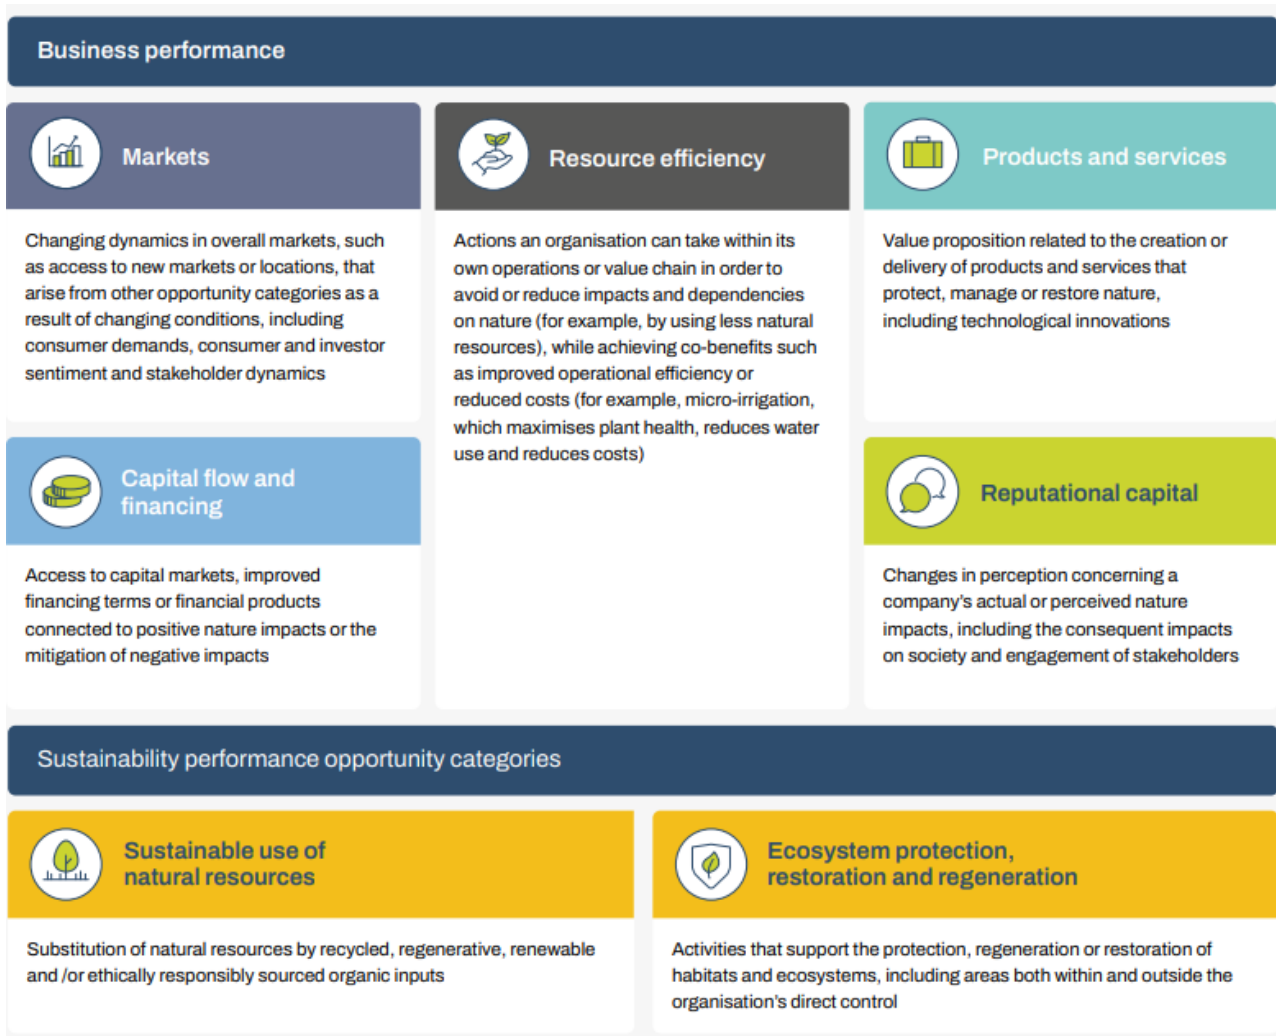 Business performance
Markets
Changing dynamics in overall markets, such
as access to new markets or locations, that
arise from other opportunity categories as a
result of changing conditions, including
consumer demands, consumer and investor
sentiment and stakeholder dynamics
Resource efficiency
Actions an organisation can take within its
own operations or value chain in order to
avoid or reduce impacts and dependencies
on nature (for example, by using less natural
resources), while achieving co-benefits such
as improved operational efficiency or
reduced costs (for example, micro-irrigation,
which maximises plant health, reduces water
use and reduces costs)
Products and services
Value proposition related to the creation or
delivery of products and services that
protect, manage or restore nature,
including technological innovations
Capital flow and
financing
Access to capital markets, improved
financing terms or financial products
connected to positive nature impacts or the
mitigation of negative impacts
Reputational capital
Changes in perception concerning a
company's actual or perceived nature
impacts, including the consequent impacts
on society and engagement of stakeholders
Sustainability performance opportunity categories
Sustainable use of
natural resources
Substitution of natural resources by recycled, regenerative, renewable
and /or ethically responsibly sourced organic inputs
Ecosystem protection,
restoration and regeneration
Activities that support the protection, regeneration or restoration of
habitats and ecosystems, including areas both within and outside the
organisation's direct control